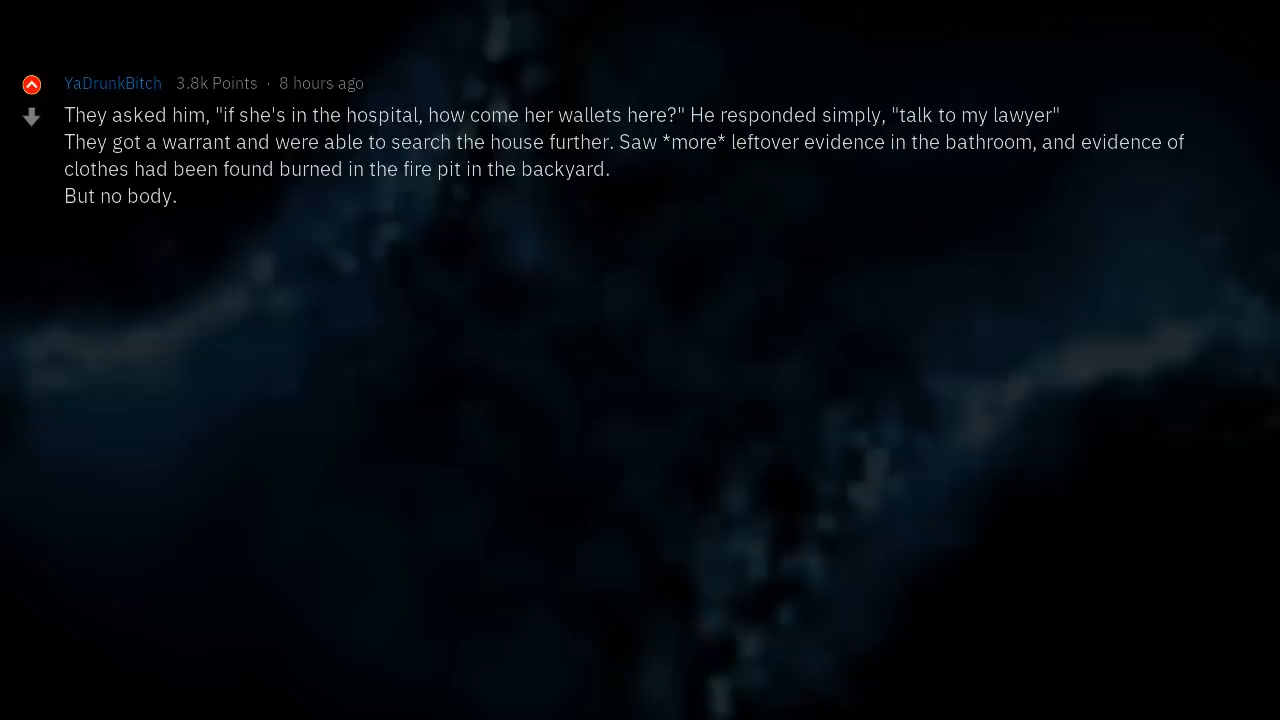 YaDrunkBitch 3.8k Points · 8 hours ago
They asked him, "if she's in the hospital, how come her wallets here?" He responded simply, "talk to my lawyer"
They got a warrant and were able to search the house further. Saw *more* leftover evidence in the bathroom, and evidence of
clothes had been found burned in the fire pit in the backyard.
But no body.